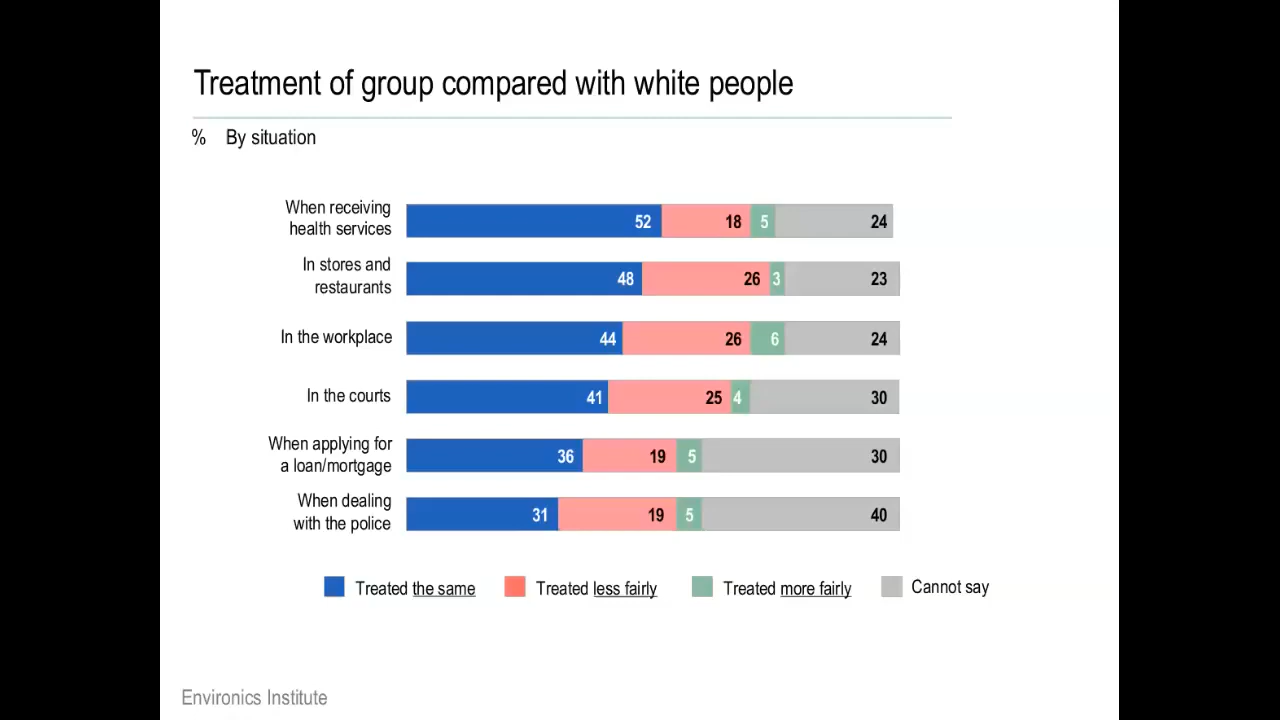 Treatment of group compared with white people
% By situation
When receiving
health services
52 18 5 24
In stores and
restaurants
48 26 3 23
In the workplace
44 26 6 24
In the courts
41 25 4 30
When applying for
a loan/mortgage
36 19 5 30
When dealing
with the police
31 19 5 40
Treated the same Treated less fairly Treated more fairly Cannot say
Environics Institute